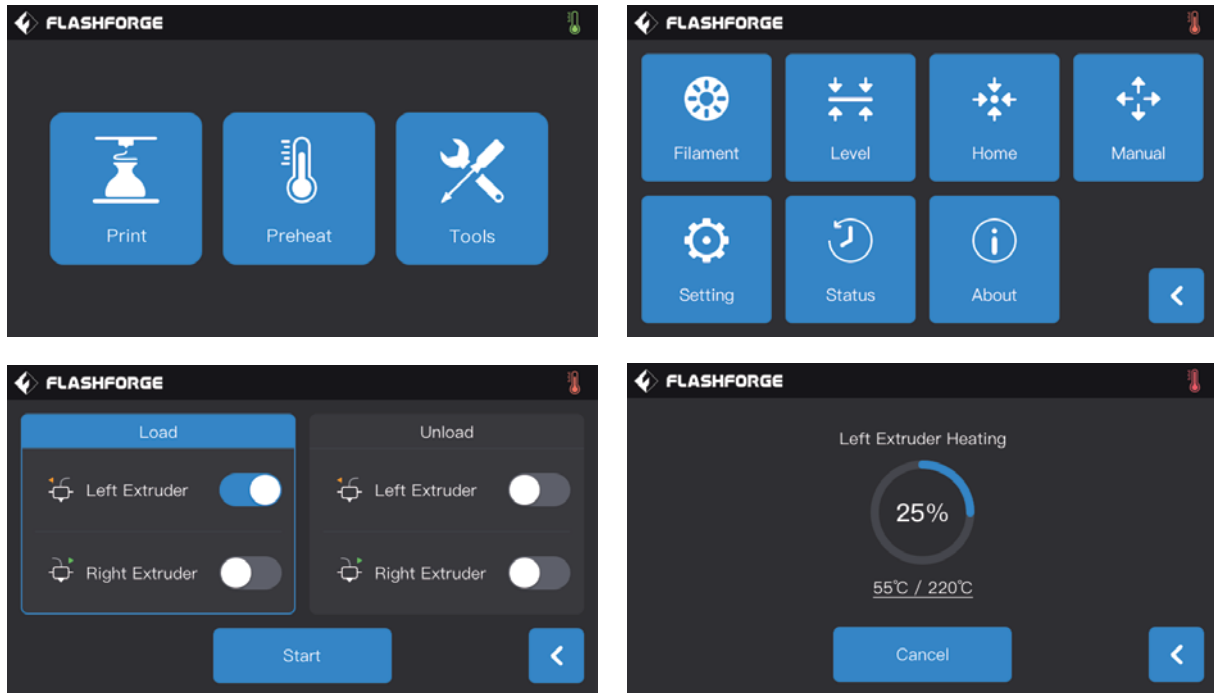 FLASHFORGE
Print Preheat Tools
FLASHFORGE
Filament Level Home Manual
Setting Status About
FLASHFORGE
Load Unload
Left Extruder Left Extruder
Right Extruder Right Extruder
Start
FLASHFORGE
Left Extruder Heating
25%
55℃ / 220℃
Cancel